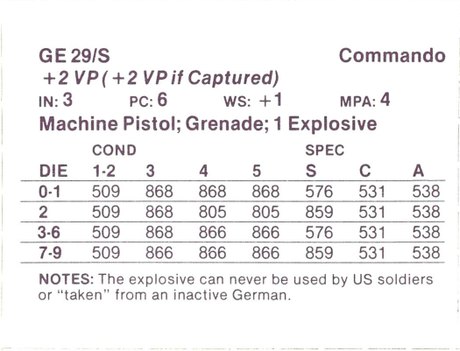 GE 29/S Commando
+2 VP (+2 VP if Captured)
IN: 3 PC: 6 WS: +1 MPA: 4
Machine Pistol; Grenade; 1 Explosive
COND SPEC
DIE 1-2 3 4 5 S C A
0-1 509 868 868 868 576 531 538
2 509 868 805 805 859 531 538
3-6 509 868 866 868 576 531 538
7-9 509 868 866 866 859 531 538
NOTES: The explosive can never be used by US soldiers
or “taken” from an inactive German.